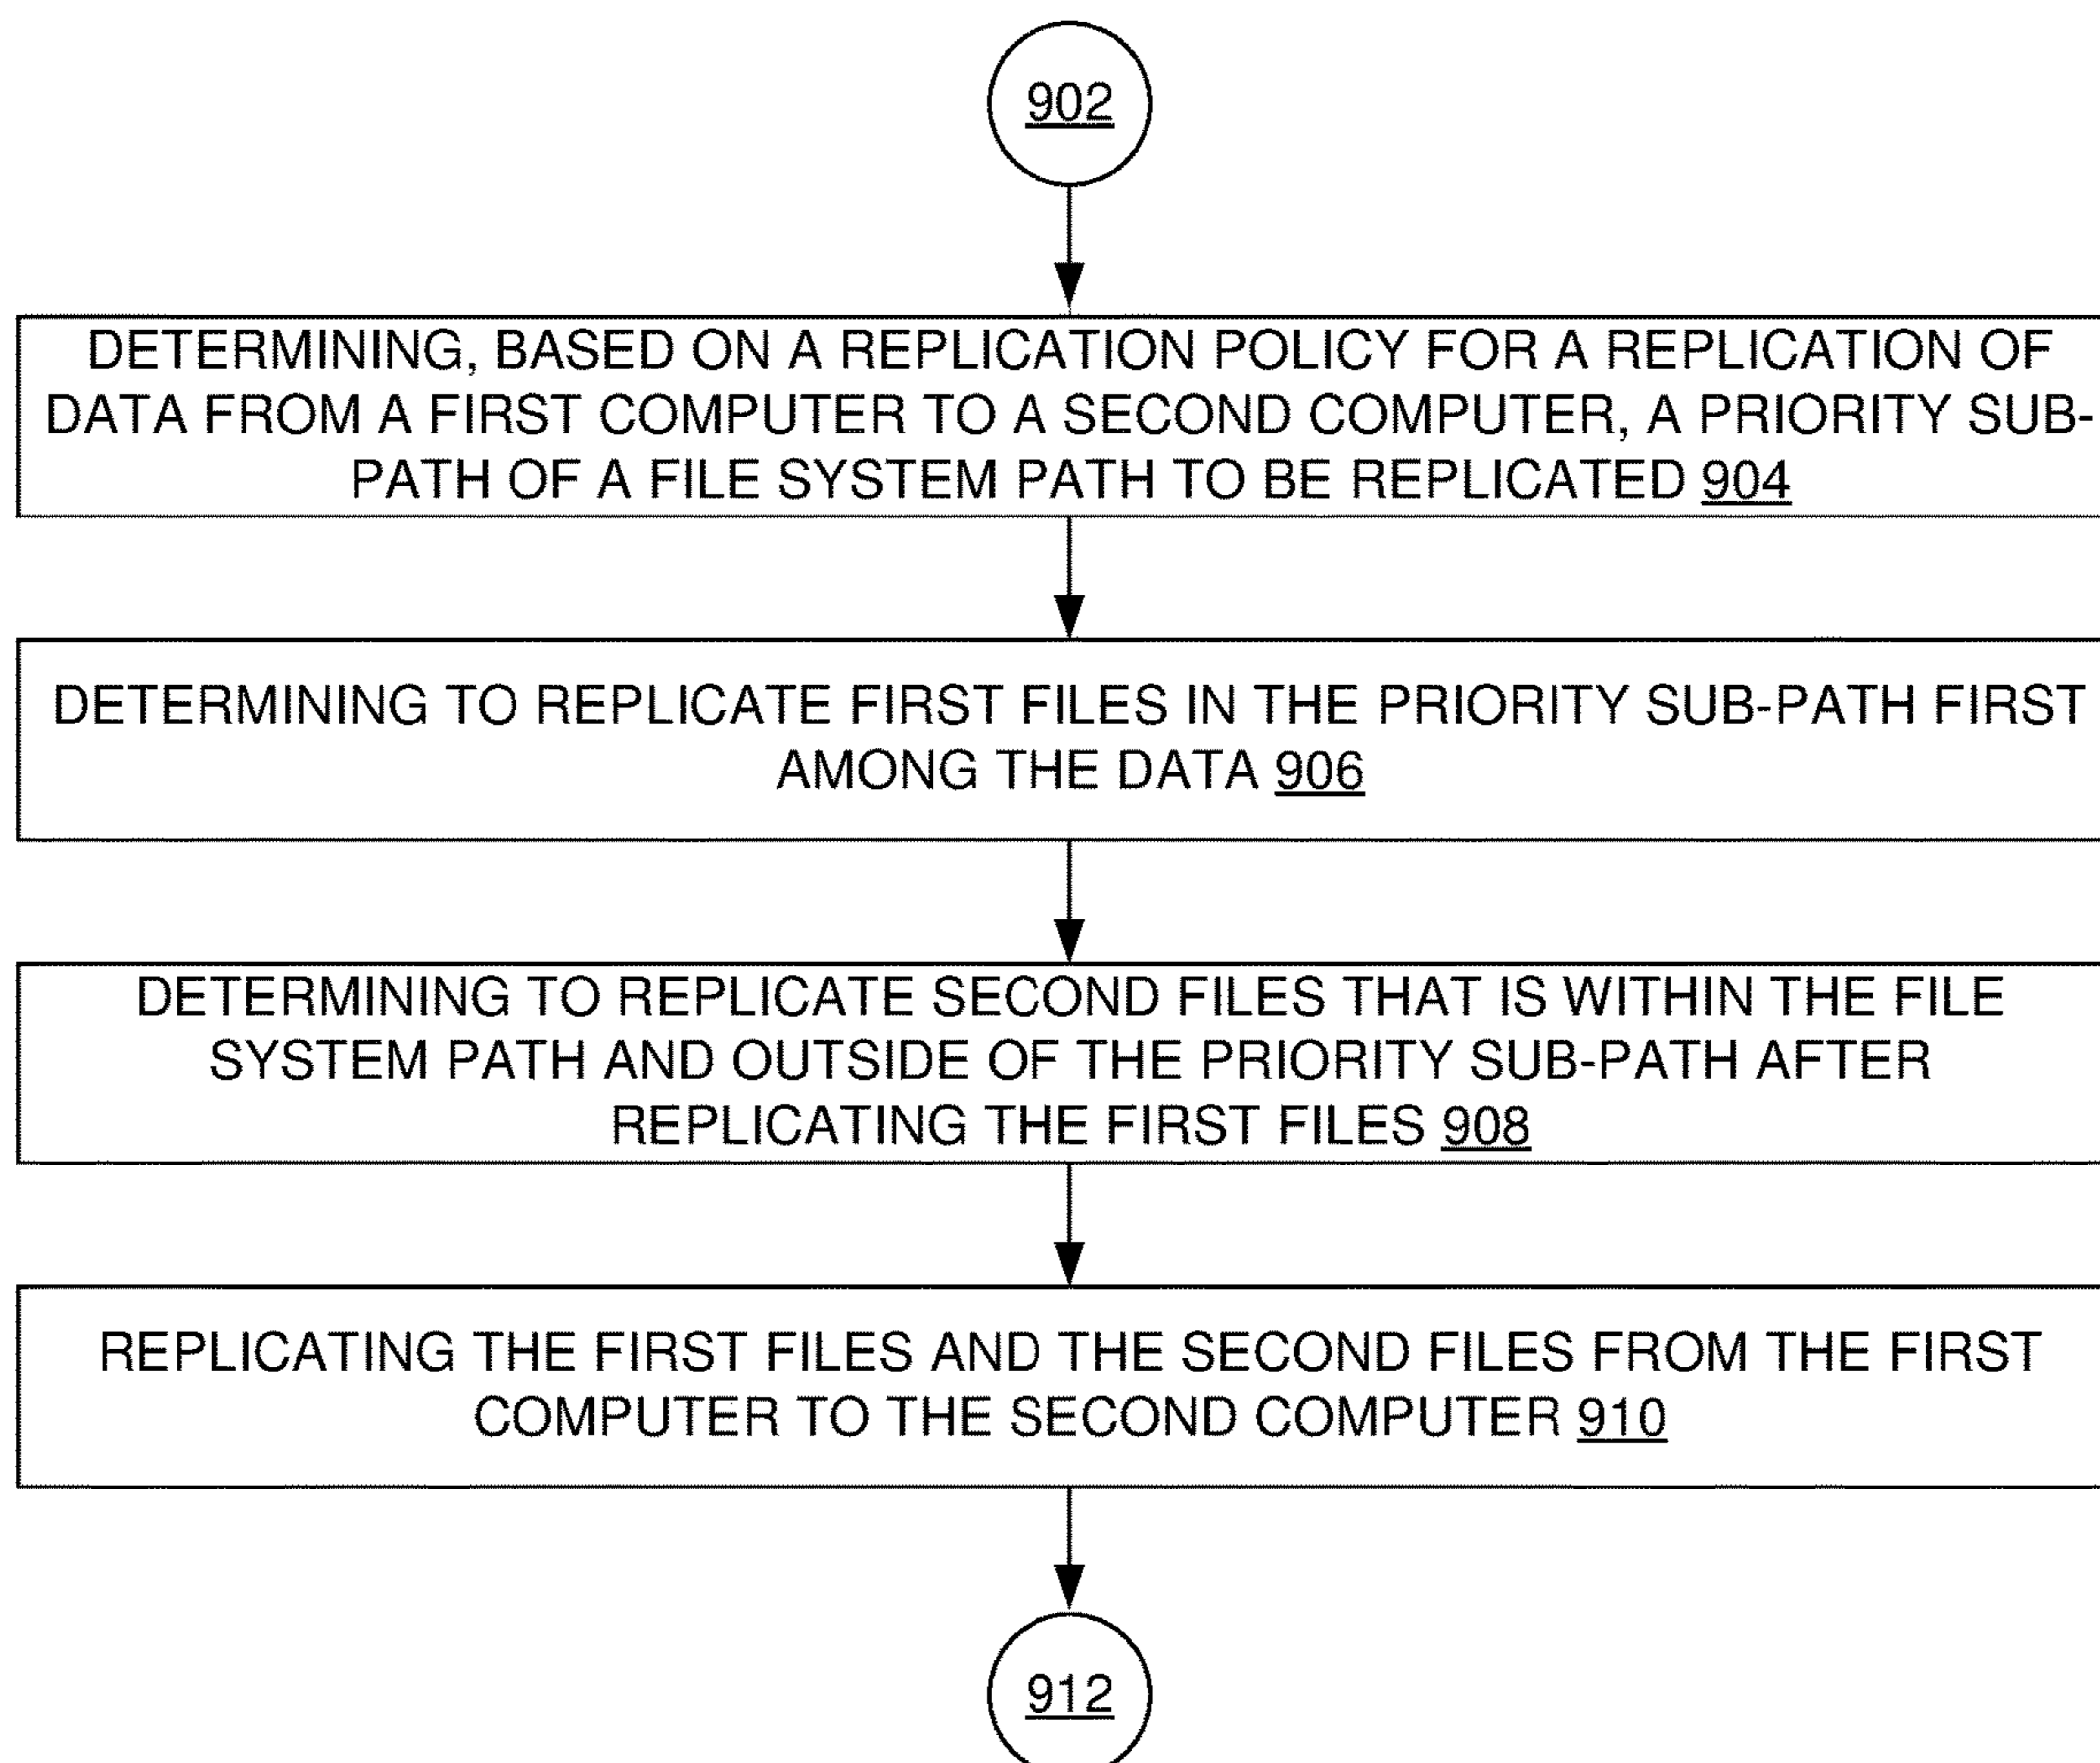 902
DETERMINING, BASED ON A REPLICATION POLICY FOR A REPLICATION OF
DATA FROM A FIRST COMPUTER TO A SECOND COMPUTER, A PRIORITY SUB-
PATH OF A FILE SYSTEM PATH TO BE REPLICATED 904
DETERMINING TO REPLICATE FIRST FILES IN THE PRIORITY SUB-PATH FIRST
AMONG THE DATA 906
DETERMINING TO REPLICATE SECOND FILES THAT IS WITHIN THE FILE
SYSTEM PATH AND OUTSIDE OF THE PRIORITY SUB-PATH AFTER
REPLICATING THE FIRST FILES 908
REPLICATING THE FIRST FILES AND THE SECOND FILES FROM THE FIRST
COMPUTER TO THE SECOND COMPUTER 910
912